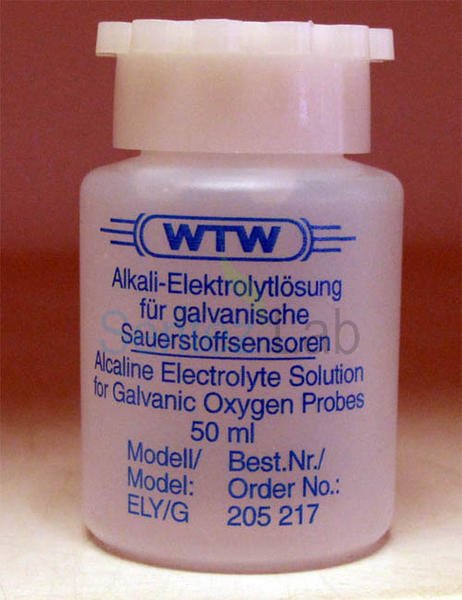 WTW
Alkali-Elektrolytlösung
für galvanische
Sauerstoffsensoren
Alcaline Electrolyte Solution
for Galvanic Oxygen Probes
50 ml
Modell/ Best.Nr./
Model: Order No.:
ELY/G 205 217
Lab